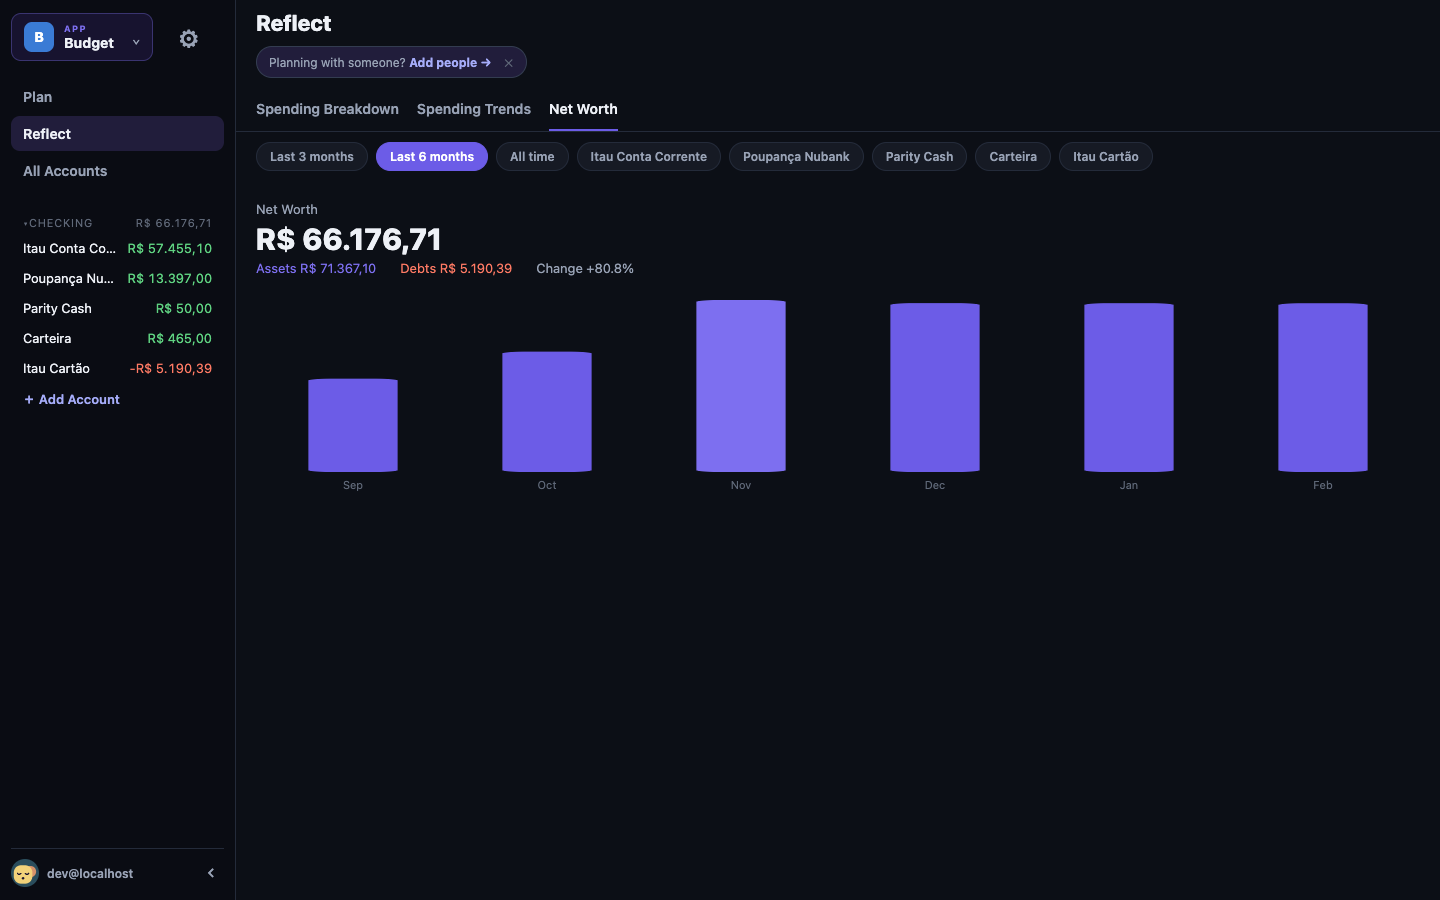 B
APP
Budget
Plan
Reflect
All Accounts
CHECKING R$ 66.176,71
Itau Conta Co... R$ 57.455,10
Poupança Nu... R$ 13.397,00
Parity Cash R$ 50,00
Carteira R$ 465,00
Itau Cartão -R$ 5.190,39
+ Add Account
dev@localhost
Reflect
Planning with someone? Add people →
Spending Breakdown Spending Trends Net Worth
Last 3 months Last 6 months All time Itau Conta Corrente Poupança Nubank Parity Cash Carteira Itau Cartão
Net Worth
R$ 66.176,71
Assets R$ 71.367,10 Debts R$ 5.190,39 Change +80.8%
Sep Oct Nov Dec Jan Feb